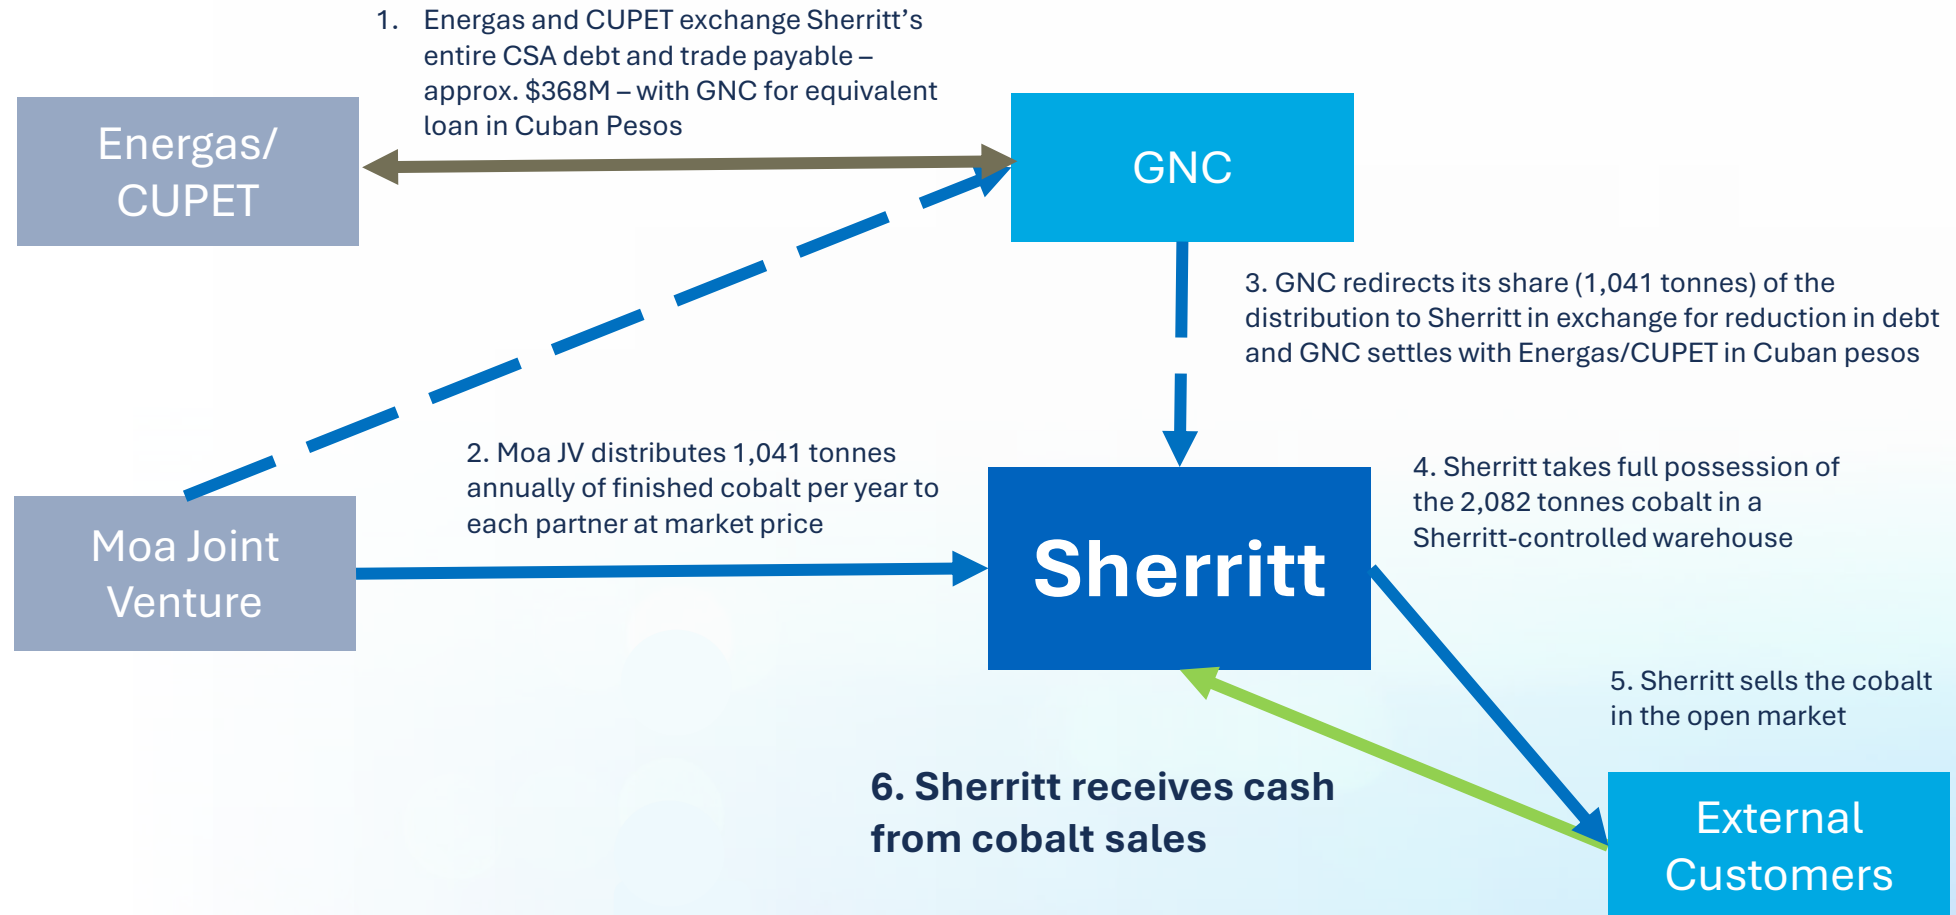 1. Energas and CUPET exchange Sherritt's
entire CSA debt and trade payable –
approx. $368M – with GNC for equivalent
loan in Cuban Pesos
Energas/
CUPET
GNC
3. GNC redirects its share (1,041 tonnes) of the
distribution to Sherritt in exchange for reduction in debt
and GNC settles with Energas/CUPET in Cuban pesos
2. Moa JV distributes 1,041 tonnes
annually of finished cobalt per year to
each partner at market price
Moa Joint
Venture
Sherritt
4. Sherritt takes full possession of
the 2,082 tonnes cobalt in a
Sherritt-controlled warehouse
5. Sherritt sells the cobalt
in the open market
6. Sherritt receives cash
from cobalt sales
External
Customers